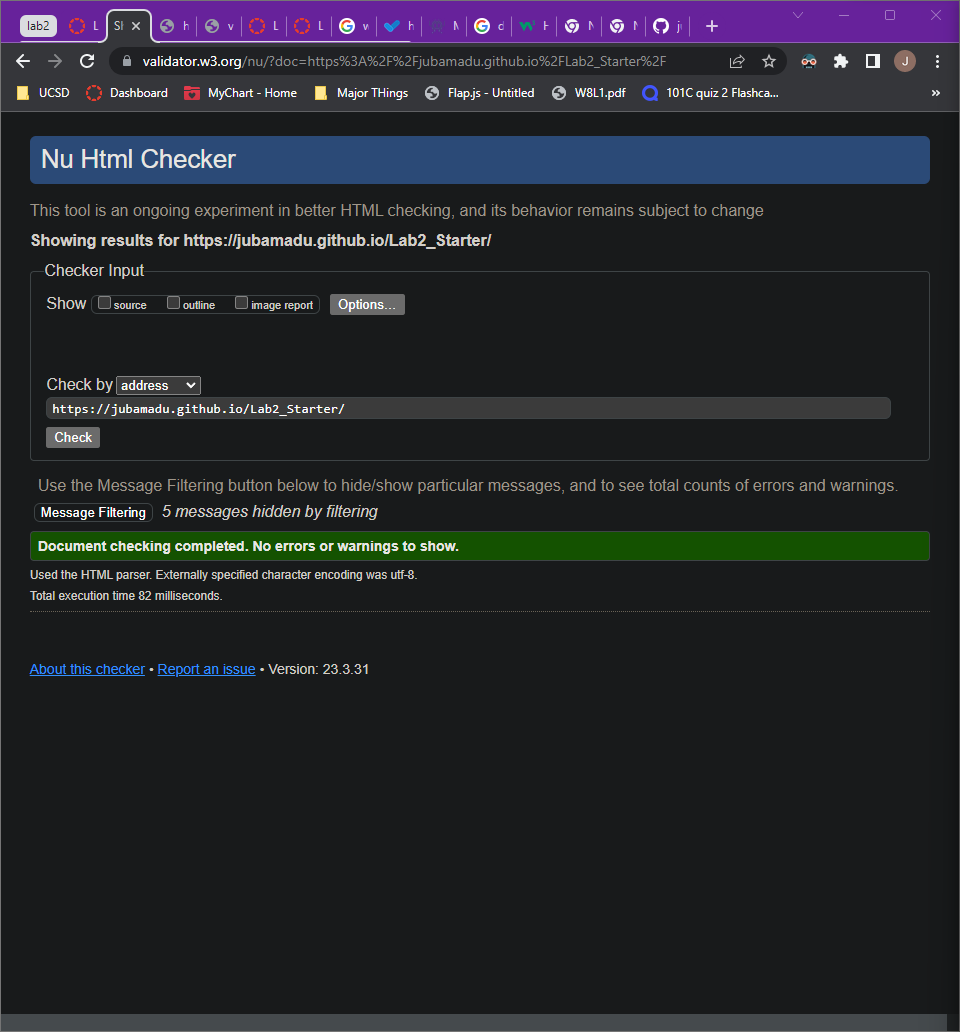 lab2 L Sl h v L L w h M d H N N j
validator.w3.org/nu/?doc=https%3A%2F%2Fjubamadu.github.io%2FLab2_Starter%2F J
UCSD Dashboard MyChart - Home Major THings Flap.js - Untitled W8L1.pdf 101C quiz 2 Flashca... »
Nu Html Checker
This tool is an ongoing experiment in better HTML checking, and its behavior remains subject to change
Showing results for https://jubamadu.github.io/Lab2_Starter/
Checker Input
Show source outline image report Options...
Check by address
https://jubamadu.github.io/Lab2_Starter/
Check
Use the Message Filtering button below to hide/show particular messages, and to see total counts of errors and warnings.
Message Filtering 5 messages hidden by filtering
Document checking completed. No errors or warnings to show.
Used the HTML parser. Externally specified character encoding was utf-8.
Total execution time 82 milliseconds.
About this checker • Report an issue • Version: 23.3.31